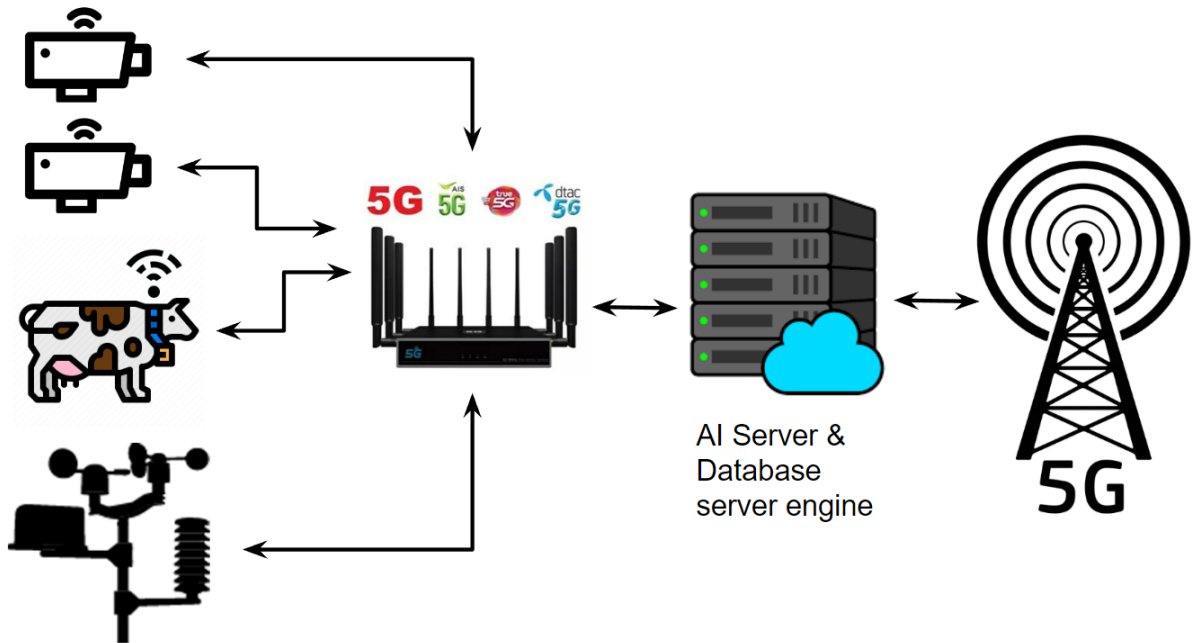 5G
AIS
5G
true
5G
dtac
5G
5G
AI Server &
Database
server engine
5G